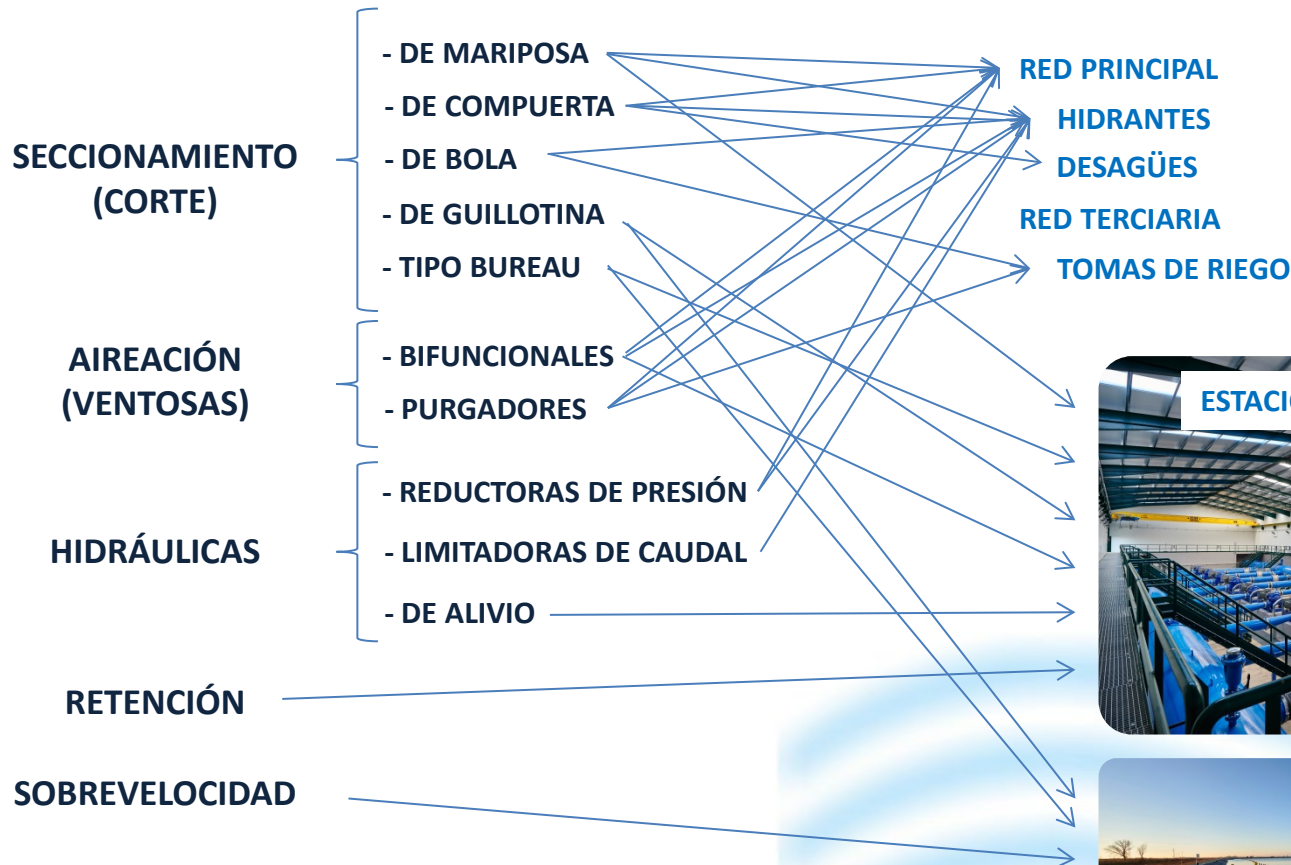 SECCIONAMIENTO
(CORTE)
- DE MARIPOSA
- DE COMPUERTA
- DE BOLA
- DE GUILLOTINA
- TIPO BUREAU
AIREACIÓN
(VENTOSAS)
- BIFUNCIONALES
- PURGADORES
HIDRÁULICAS
- REDUCTORAS DE PRESIÓN
- LIMITADORAS DE CAUDAL
- DE ALIVIO
RETENCIÓN
SOBREVELOCIDAD
RED PRINCIPAL
HIDRANTES
DESAGÜES
RED TERCIARIA
TOMAS DE RIEGO